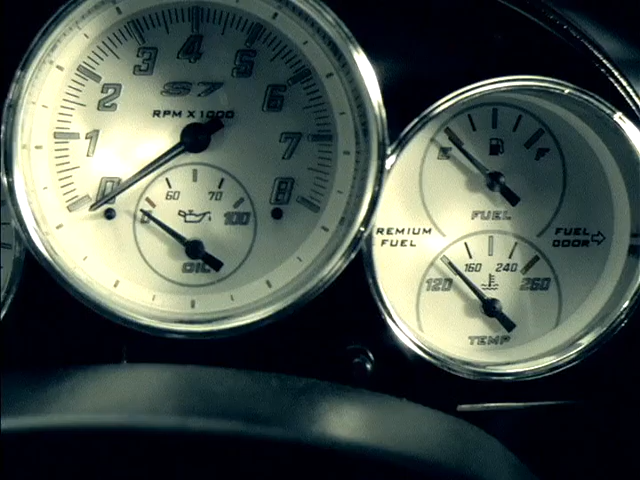 4
3 5
S7
2 6
RPM X 1000
1 7
0 8
60 70
0 100
OIL
E F
FUEL
REMIUM FUEL
FUEL DOOR
160 240
120 260
TEMP